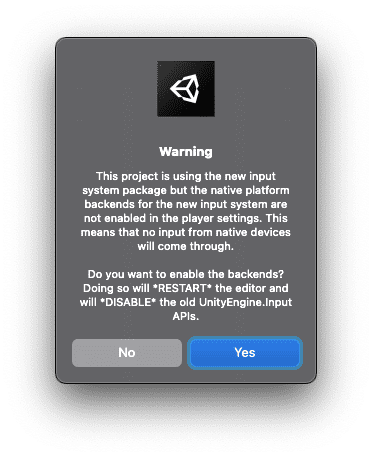 Warning
This project is using the new input
system package but the native platform
backends for the new input system are
not enabled in the player settings. This
means that no input from native devices
will come through.
Do you want to enable the backends?
Doing so will *RESTART* the editor and
will *DISABLE* the old UnityEngine.Input
APIs.
No
Yes